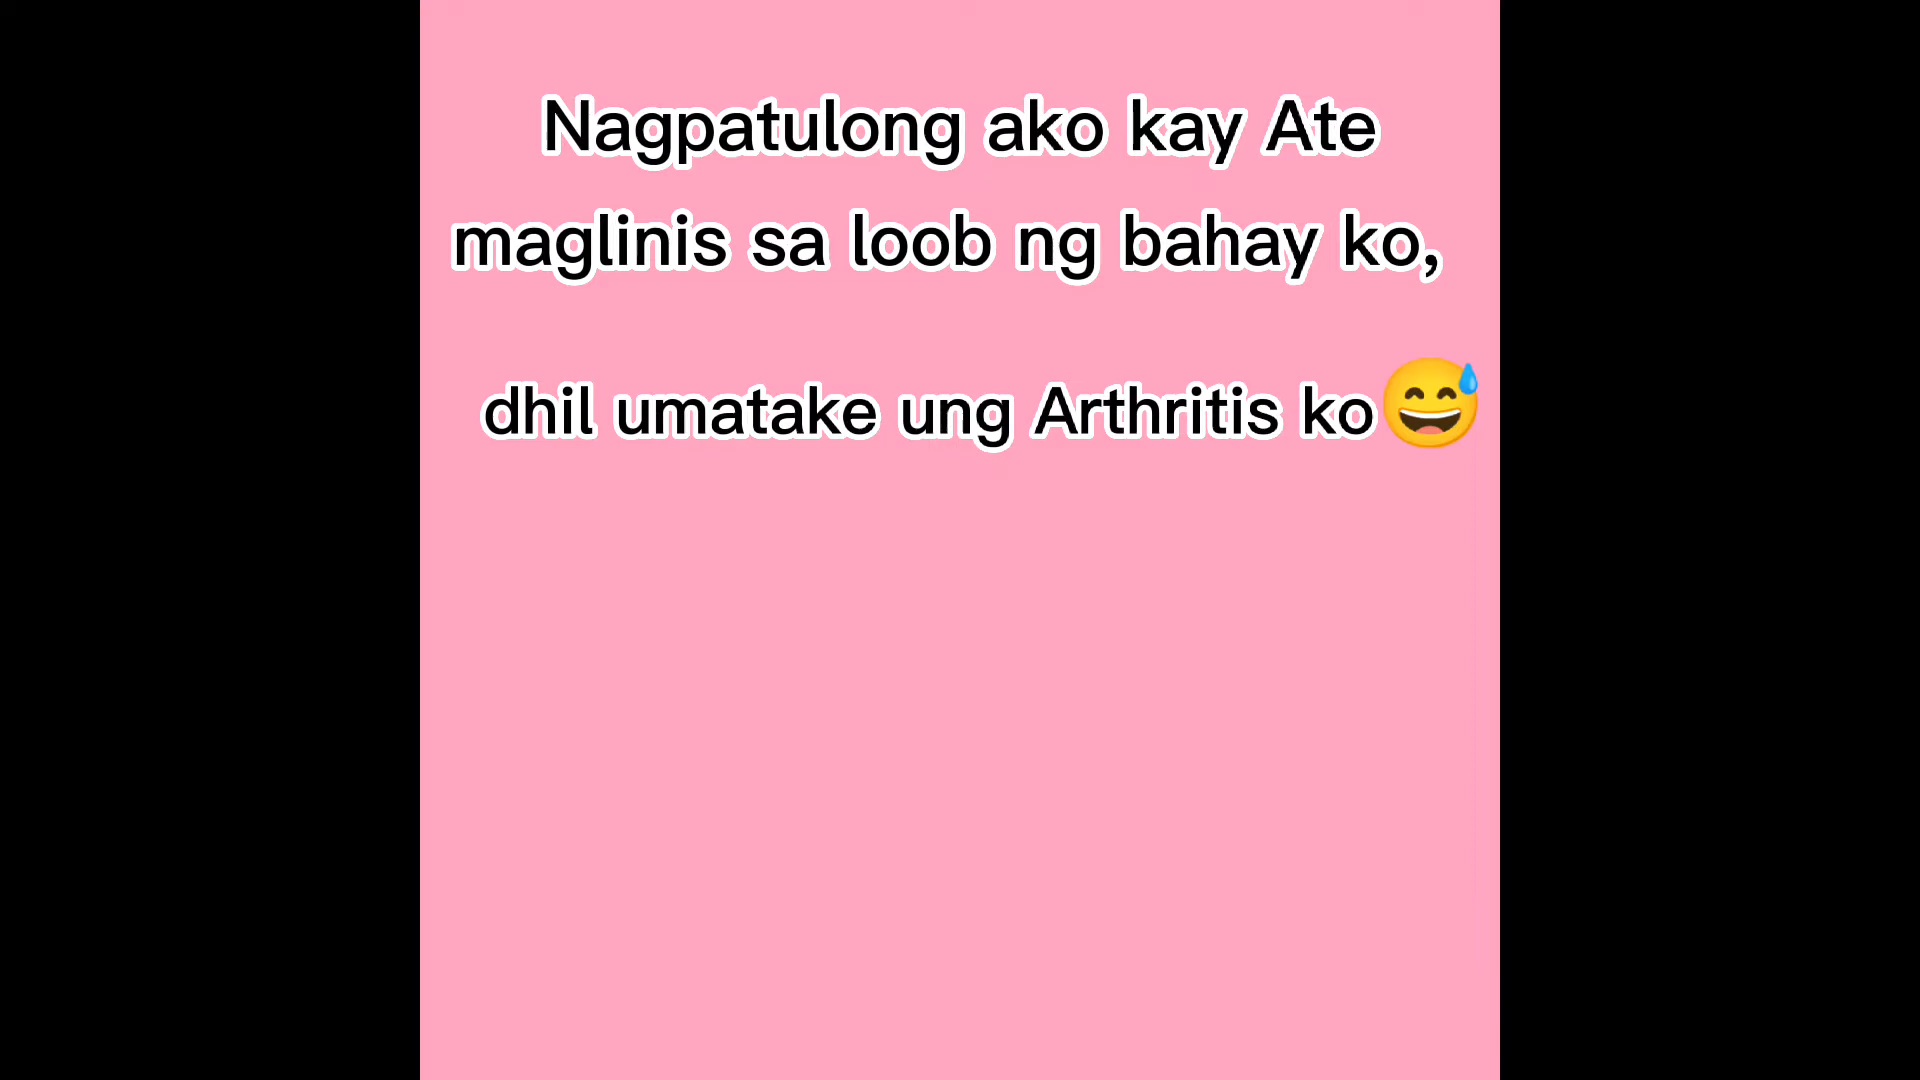 Nagpatulong ako kay Ate
maglinis sa loob ng bahay ko,
dhil umatake ung Arthritis ko😅